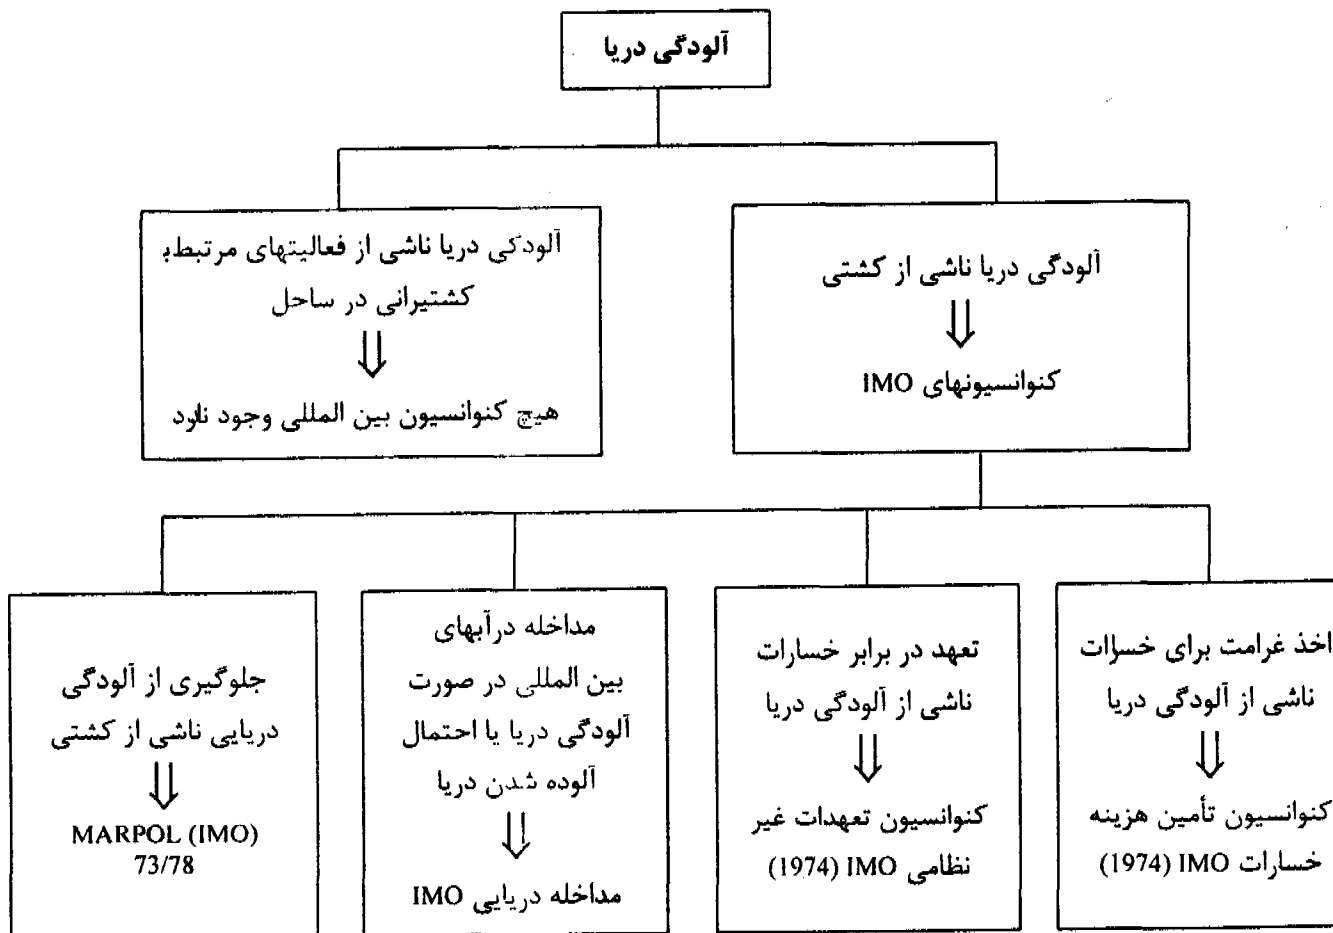 آلودگی دریا
آلودگی دریا ناشی از کشتی
کنوانسیونهای IMO
آلودگی دریا ناشی از فعالیتهای مرتبطب
کشتیرانی در ساحل
هیچ کنوانسیون بین المللی وجود نارد
اخذ غرامت برای خسارات
ناشی از آلودگی دریا
کنوانسیون تأمین هزینه
خسارات IMO (1974)
تعهد در برابر خسارات
ناشی از آلودگی دریا
کنوانسیون تعهدات غیر
نظامی IMO (1974)
مداخله درآبهای
بین المللی در صورت
آلودگی دریا یا احتمال
آلوده شدن دریا
مداخله دریایی IMO
جلوگیری از آلودگی
دریایی ناشی از کشتی
MARPOL (IMO)
73/78